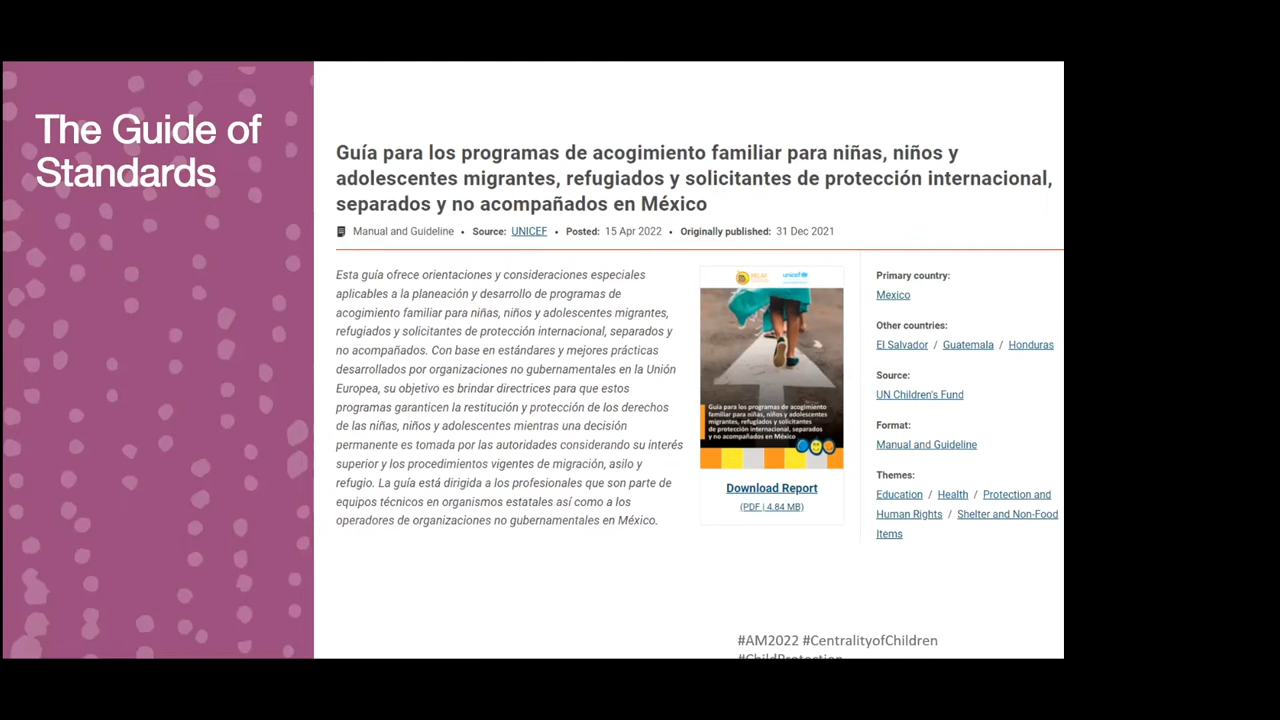 The Guide of
Standards
Guía para los programas de acogimiento familiar para niñas, niños y
adolescentes migrantes, refugiados y solicitantes de protección internacional,
separados y no acompañados en México
Manual and Guideline • Source: UNICEF • Posted: 15 Apr 2022 • Originally published: 31 Dec 2021
Esta guía ofrece orientaciones y consideraciones especiales
aplicables a la planeación y desarrollo de programas de
acogimiento familiar para niñas, niños y adolescentes migrantes,
refugiados y solicitantes de protección internacional, separados y
no acompañados. Con base en estándares y mejores prácticas
desarrollados por organizaciones no gubernamentales en la Unión
Europea, su objetivo es brindar directrices para que estos
programas garanticen la restitución y protección de los derechos
de las niñas, niños y adolescentes mientras una decisión
permanente es tomada por las autoridades considerando su interés
superior y los procedimientos vigentes de migración, asilo y
refugio. La guía está dirigida a los profesionales que son parte de
equipos técnicos en organismos estatales así como a los
operadores de organizaciones no gubernamentales en México.
RELAF
unicef
Guía para los programas de acogimiento
familiar para niñas, niños y adolescentes
migrantes, refugiados y solicitantes
de protección internacional, separados
y no acompañados en México
Download Report
(PDF | 4.84 MB)
Primary country:
Mexico
Other countries:
El Salvador / Guatemala / Honduras
Source:
UN Children's Fund
Format:
Manual and Guideline
Themes:
Education / Health / Protection and
Human Rights / Shelter and Non-Food
Items
#AM2022 #CentralityofChildren
#ChildProtection